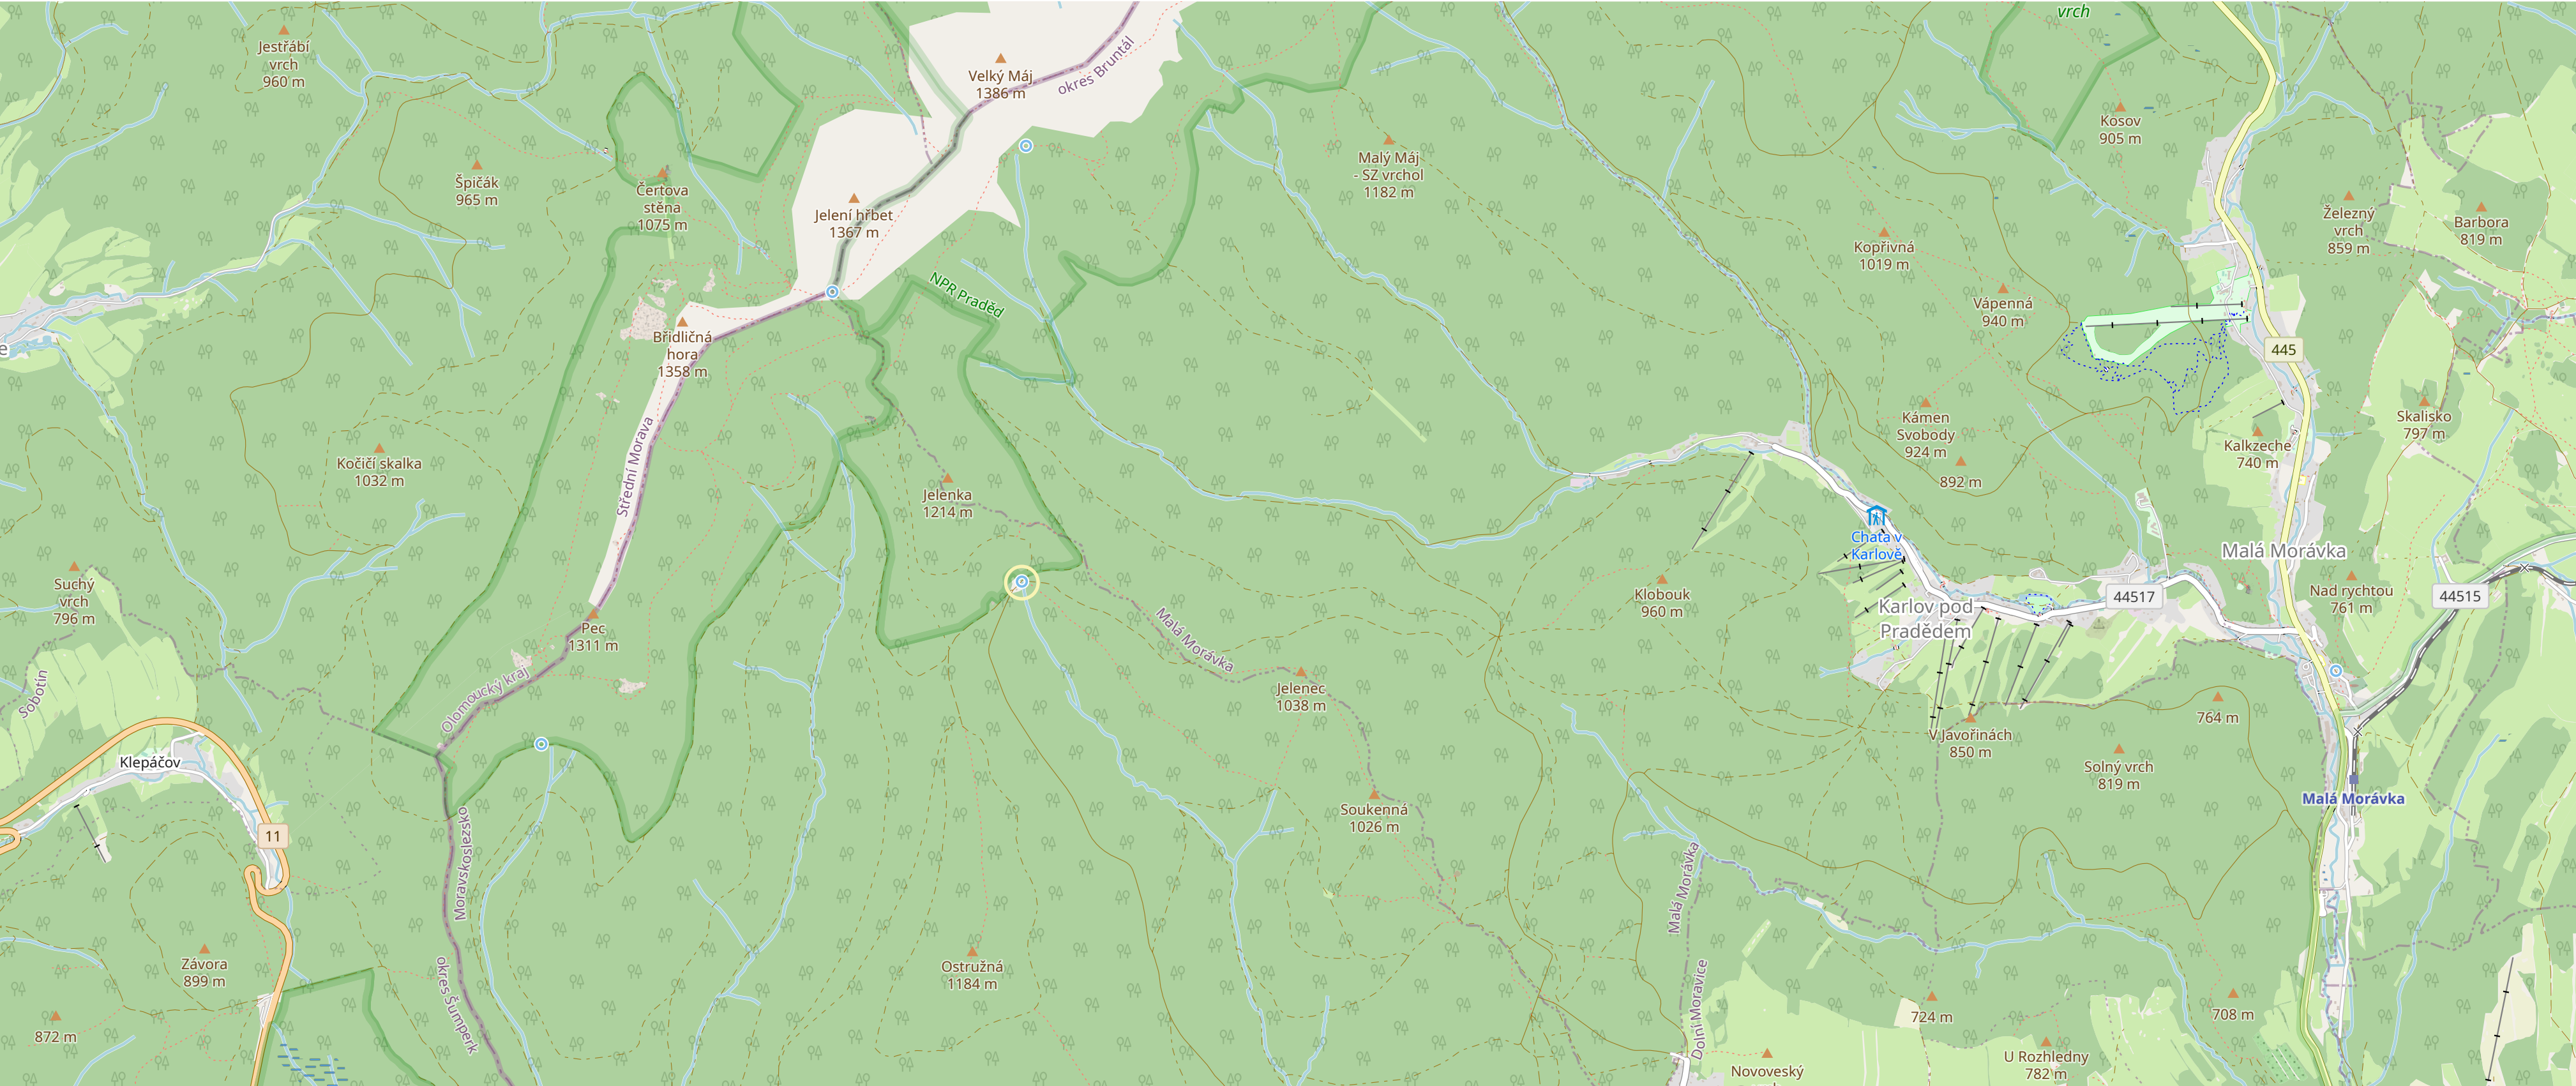 vrch
Jestřábí
vrch
960 m
Velký Máj
1386 m
okres Bruntál
Kosov
905 m
Malý Máj
- SZ vrchol
1182 m
Špičák
965 m
Čertova
stěna
1075 m
Jelení hřbet
1367 m
Železný
vrch
859 m
Barbora
819 m
Kopřivná
1019 m
NPR Praděd
Vápenná
940 m
e
Břidličná
hora
1358 m
445
Kámen
Svobody
924 m
Skalisko
797 m
Kalkzeche
740 m
Kočičí skalka
1032 m
Střední Morava
892 m
Jelenka
1214 m
Chata v
Karlově
Malá Morávka
Suchý
vrch
796 m
Klobouk
960 m
Karlov pod
Pradědem
44517
Nad rychtou
761 m
44515
Pec
1311 m
Malá Morávka
Sobotín
Olomoucký kraj
Jelenec
1038 m
764 m
V Javořinách
850 m
Klepáčov
Solný vrch
819 m
Malá Morávka
Soukenná
1026 m
11
Moravskoslezsko
Malá Morávka
Závora
899 m
Ostružná
1184 m
okres Šumperk
Dolní Moravice
872 m
724 m
708 m
U Rozhledny
782 m
Novoveský